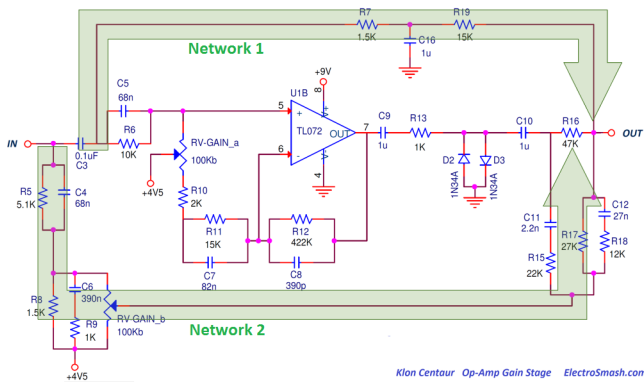 R7
1.5K
C16
1u
R19
15K
Network 1
C5
68n
R6
10K
IN
0.1uF
C3
+9V
8
U1B
5
+
V+
TL072
OUT
7
6
-
V-
4
RV-GAIN_a
100Kb
+4V5
R10
2K
R11
15K
C7
82n
R12
422K
C8
390p
C9
1u
R13
1K
D2
1N34A
D3
1N34A
C10
1u
R16
47K
OUT
R5
5.1K
C4
68n
C11
2.2n
R15
22K
C12
27n
R17
27K
R18
12K
R8
1.5K
C6
390n
R9
1K
RV GAIN_b
100Kb
+4V5
Network 2
Klon Centaur Op-Amp Gain Stage ElectroSmash.com